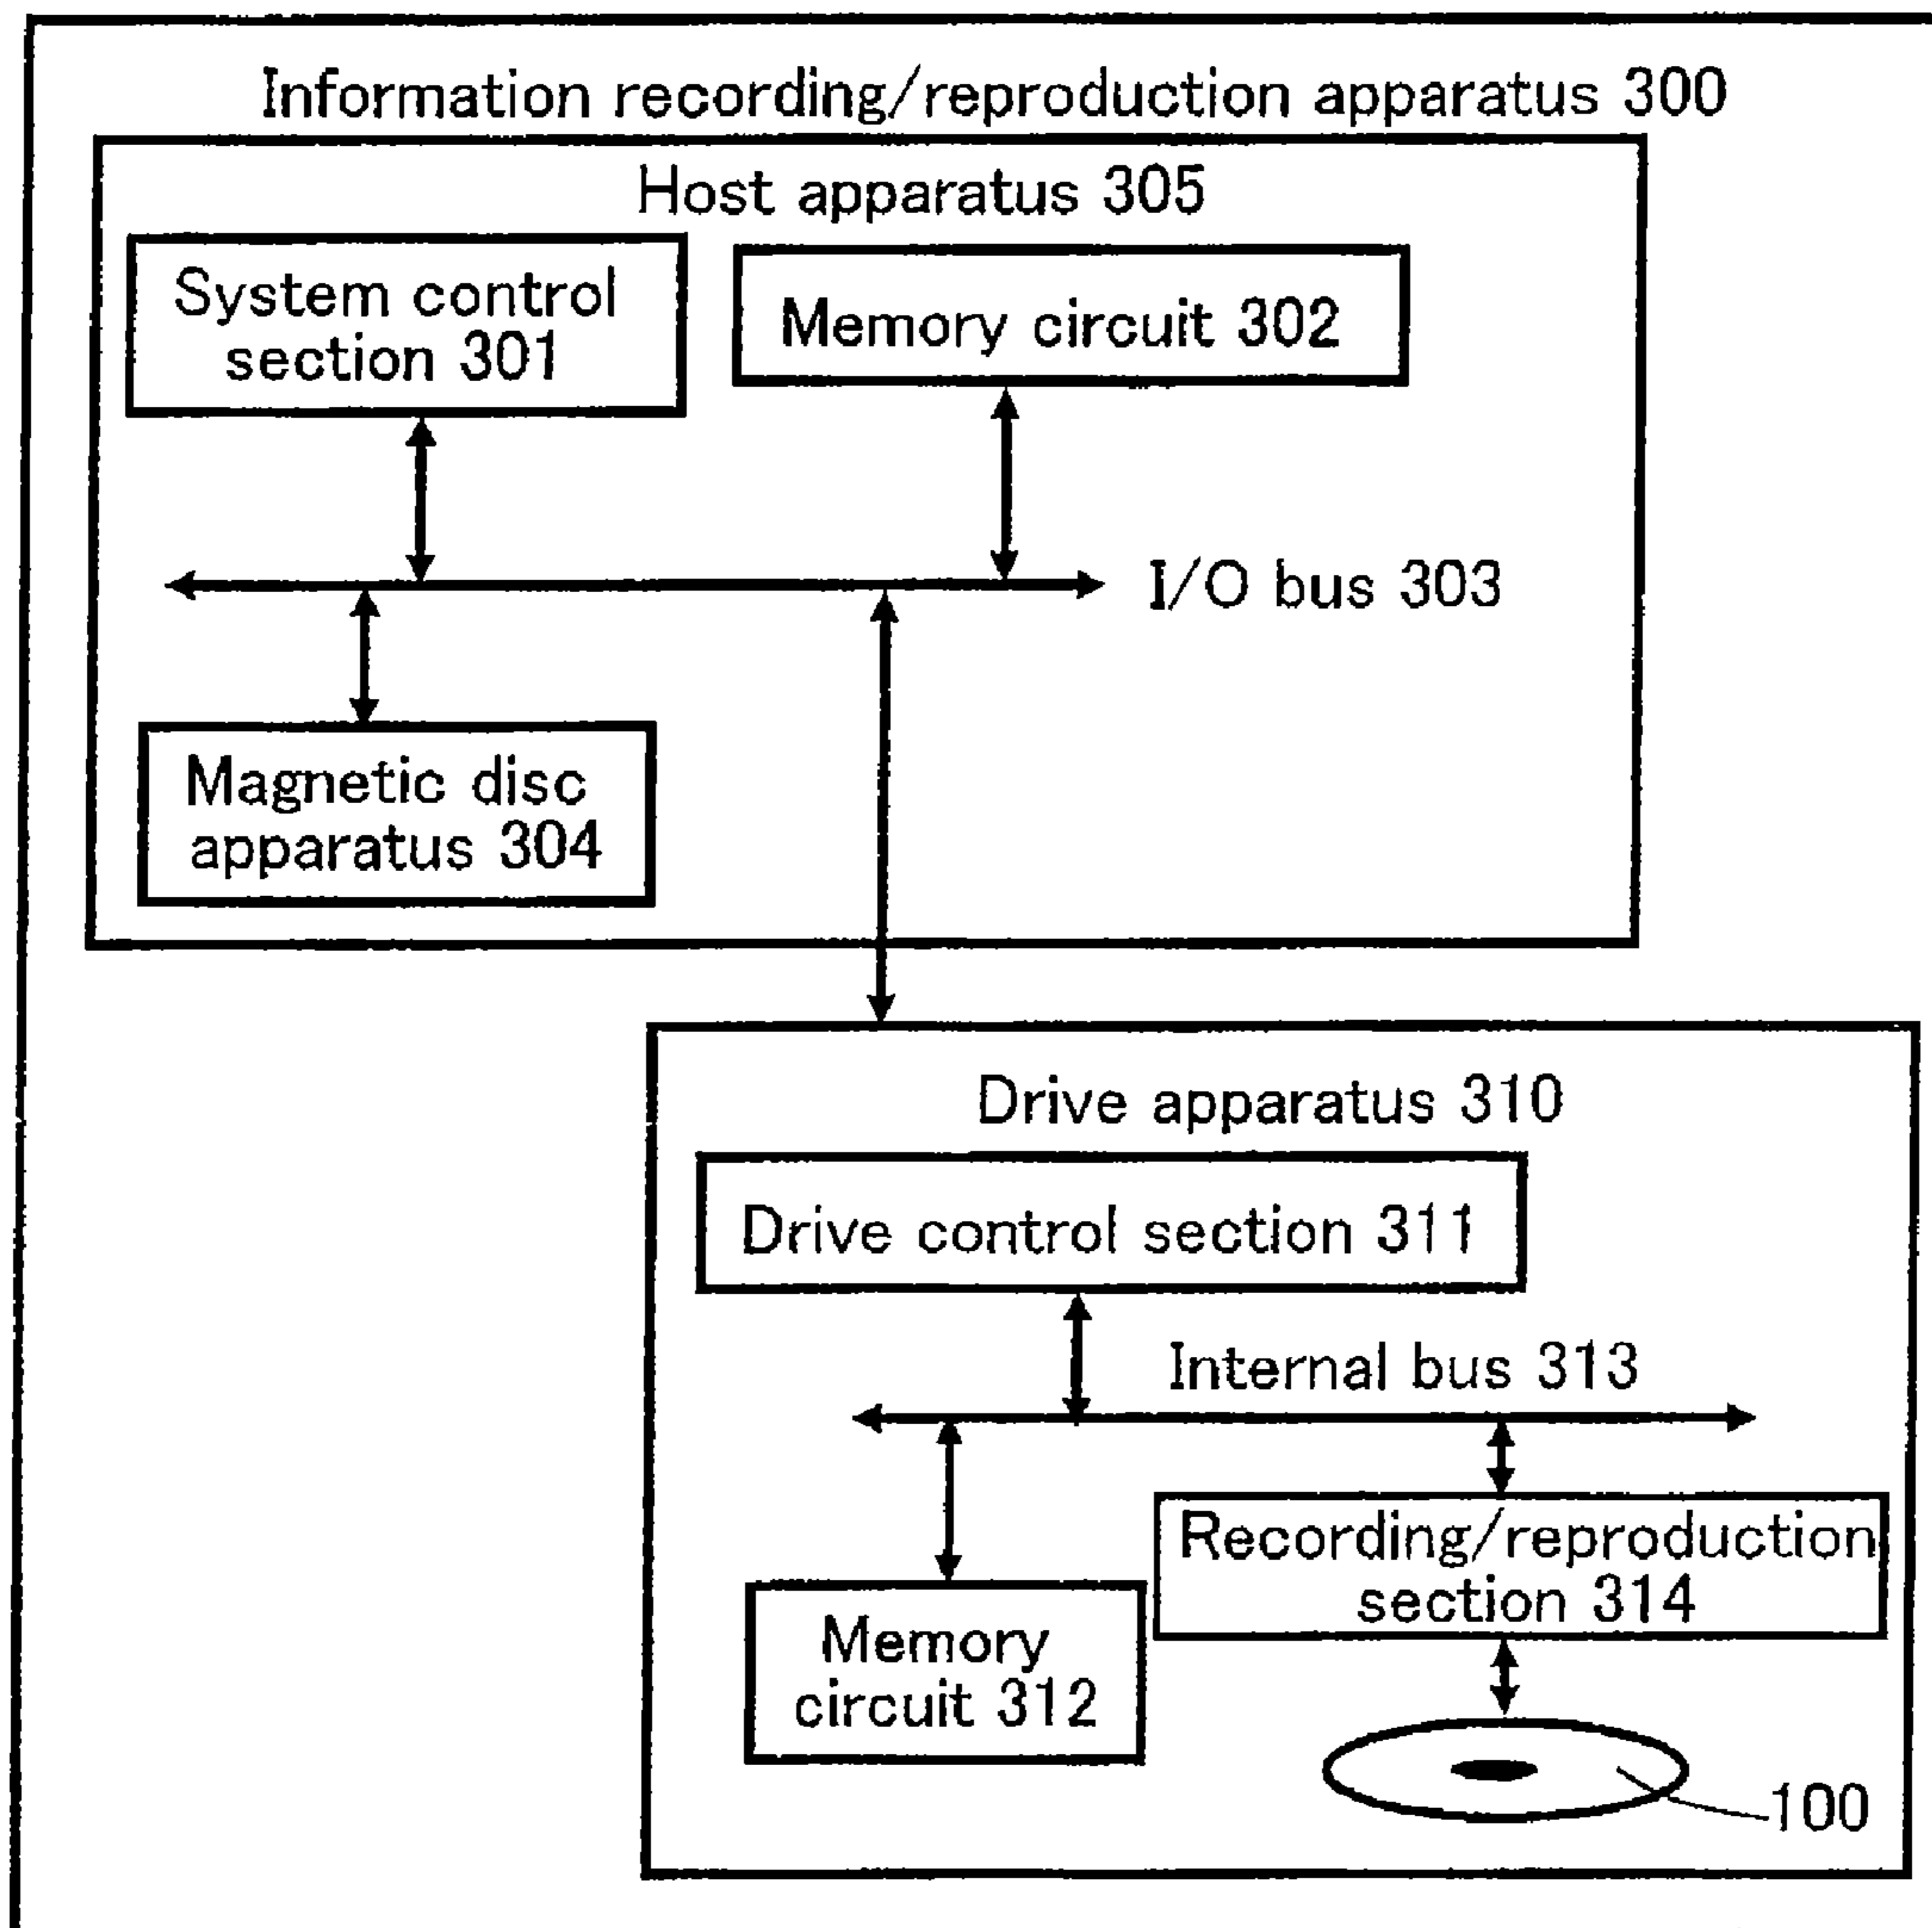 Information recording/reproduction apparatus 300
Host apparatus 305
System control
section 301
Memory circuit 302
I/O bus 303
Magnetic disc
apparatus 304
Drive apparatus 310
Drive control section 311
Internal bus 313
Recording/reproduction
section 314
Memory
circuit 312
100